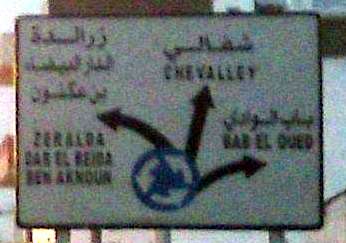 زرالدة
الدار البيضاء
بن عكنون
ZERALDA
DAR EL BEIDA
BEN AKNOUN
شفالي
CHEVALLEY
باب الوادي
BAB EL OUED